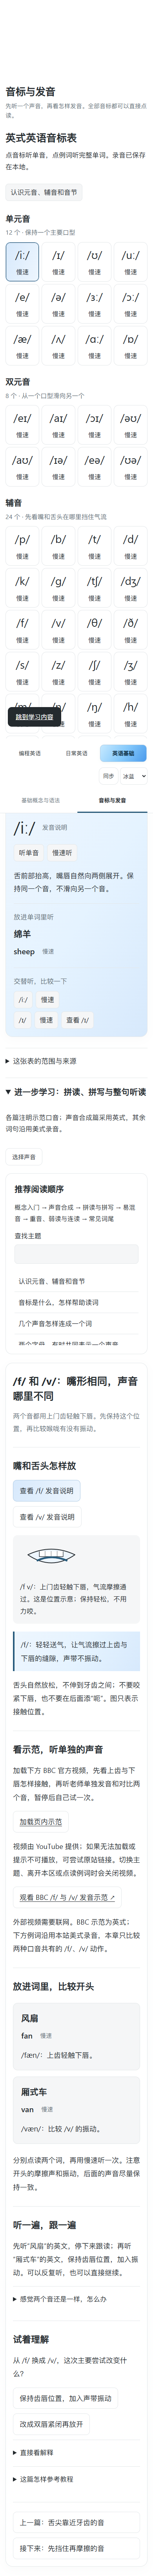 音标与发音
先听一个声音，再看怎样发音。全部音标都可以直接点
读。
英式英语音标表
点音标听单音，点例词听完整单词。录音已保存
在本地。
认识元音、辅音和音节
单元音
12 个 · 保持一个主要口型
/iː/ /ɪ/ /ʊ/ /uː/
慢速 慢速 慢速 慢速
/e/ /ə/ /ɜː/ /ɔː/
慢速 慢速 慢速 慢速
/æ/ /ʌ/ /ɑː/ /ɒ/
慢速 慢速 慢速 慢速
双元音
8 个 · 从一个口型滑向另一个
/eɪ/ /aɪ/ /ɔɪ/ /əʊ/
慢速 慢速 慢速 慢速
/aʊ/ /ɪə/ /eə/ /ʊə/
慢速 慢速 慢速 慢速
辅音
24 个 · 先看嘴和舌头在哪里挡住气流
/p/ /b/ /t/ /d/
慢速 慢速 慢速 慢速
/k/ /ɡ/ /tʃ/ /dʒ/
慢速 慢速 慢速 慢速
/f/ /v/ /θ/ /ð/
慢速 慢速 慢速 慢速
/s/ /z/ /ʃ/ /ʒ/
慢速 慢速 慢速 慢速
/ŋ/ /h/
跳到学习内容 慢速 慢速
编程英语 日常英语 英语基础
同步 冰蓝
基础概念与语法 音标与发音
/iː/ 发音说明
听单音 慢速听
舌前部抬高，嘴唇自然向两侧展开。保
持同一个音，不滑向另一个音。
放进单词里听
绵羊
sheep 慢速
交替听，比较一下
/iː/ 慢速
/ɪ/ 慢速 查看 /ɪ/
▶ 这张表的范围与来源
▼ 进一步学习：拼读、拼写与整句听读
各篇注明示范口音；声音合成篇采用英式，其余
词句沿用美式录音。
选择声音
推荐阅读顺序
概念入门 → 声音合成 → 拼读与拼写 → 易混
音 → 重音、弱读与连读 → 常见词尾
查找主题
认识元音、辅音和音节
音标是什么，怎样帮助读词
几个声音怎样连成一个词
两个字母，有时共同表示一个声音
/f/ 和 /v/：嘴形相同，声音
哪里不同
两个音都用上门齿轻触下唇。先保持这个位
置，再比较喉咙有没有振动。
嘴和舌头怎样放
查看 /f/ 发音说明
查看 /v/ 发音说明
/f v/：上门齿轻触下唇，气流摩擦通
过。这是位置示意：保持轻松，不用
力咬。
/f/：轻轻送气，让气流擦过上齿与
下唇的缝隙，声带不振动。
舌头自然放松，不伸到牙齿之间；不要咬
紧下唇，也不要在后面添“呃”。图只表示
接触位置。
看示范，听单独的声音
加载下方 BBC 官方视频，先看上齿与下
唇怎样接触，再听老师单独发音和对比两
个音，暂停后自己试一次。
加载页内示范
视频由 YouTube 提供；如果无法加载或
提示不可播放，可尝试原站链接。切换主
题、离开本区或点读例词时会关闭视频。
观看 BBC /f/ 与 /v/ 发音示范 ↗
外部视频需要联网。BBC 示范为英式；
下方例词沿用本站美式录音。本章只比较
两种口音共有的 /f/、/v/ 动作。
放进词里，比较开头
风扇
fan 慢速
/fæn/：上齿轻触下唇。
厢式车
van 慢速
/væn/：比较 /v/ 的振动。
分别点读两个词，再用慢速听一次。注意
开头的摩擦声和振动，后面的声音尽量保
持一致。
听一遍，跟一遍
先听“风扇”的英文，停下来跟读；再听
“厢式车”的英文，保持齿唇位置，加入振
动。可以反复听，也可以直接继续。
▶ 感觉两个音还是一样，怎么办
试着理解
从 /f/ 换成 /v/，这次主要尝试改变什
么？
保持齿唇位置，加入声带振动
改成双唇紧闭再放开
▶ 直接看解释
▶ 这篇怎样参考教程
上一篇：舌尖靠近牙齿的音
接下来：先挡住再摩擦的音